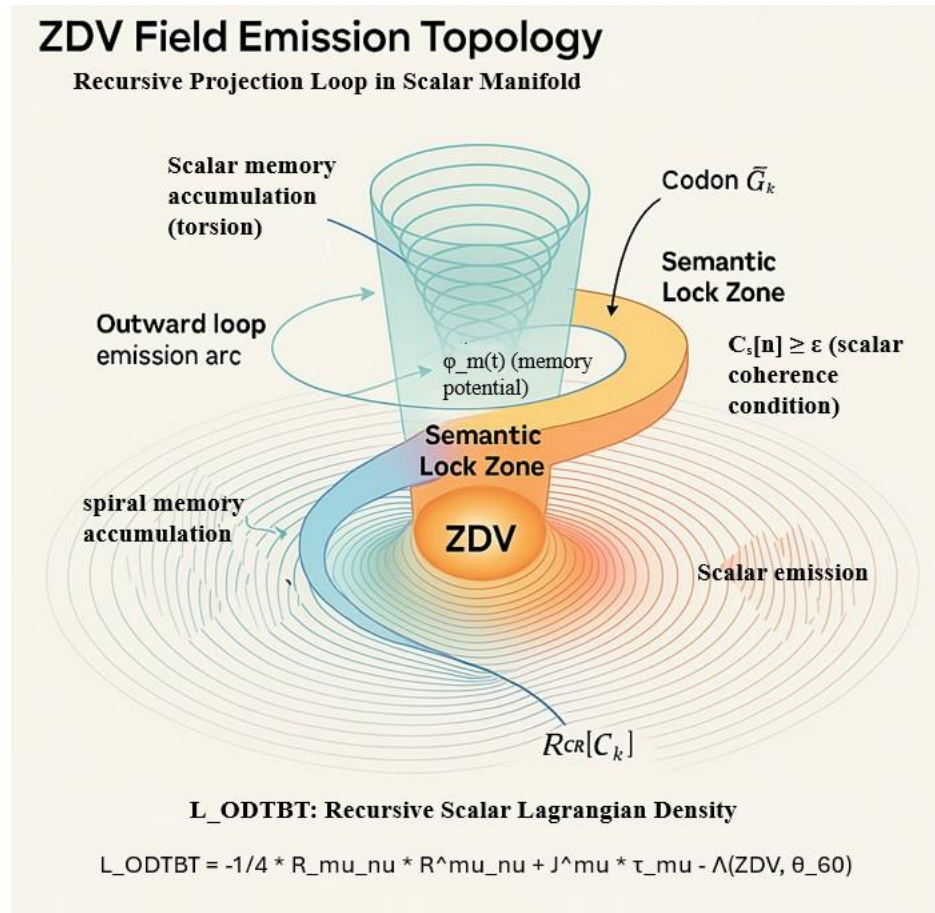 ZDV Field Emission Topology
Recursive Projection Loop in Scalar Manifold
Scalar memory
accumulation
(torsion)
Codon G̃ₖ
Semantic
Lock Zone
Outward loop
emission arc
Cₛ[n] ≥ ε (scalar
coherence
condition)
φ_m(t) (memory
potential)
Semantic
Lock Zone
spiral memory
accumulation
ZDV
Scalar emission
R_CR[C_k]
L_ODTBT: Recursive Scalar Lagrangian Density
L_ODTBT = -1/4 * R_mu_nu * R^mu_nu + J^mu * τ_mu - Λ(ZDV, θ_60)